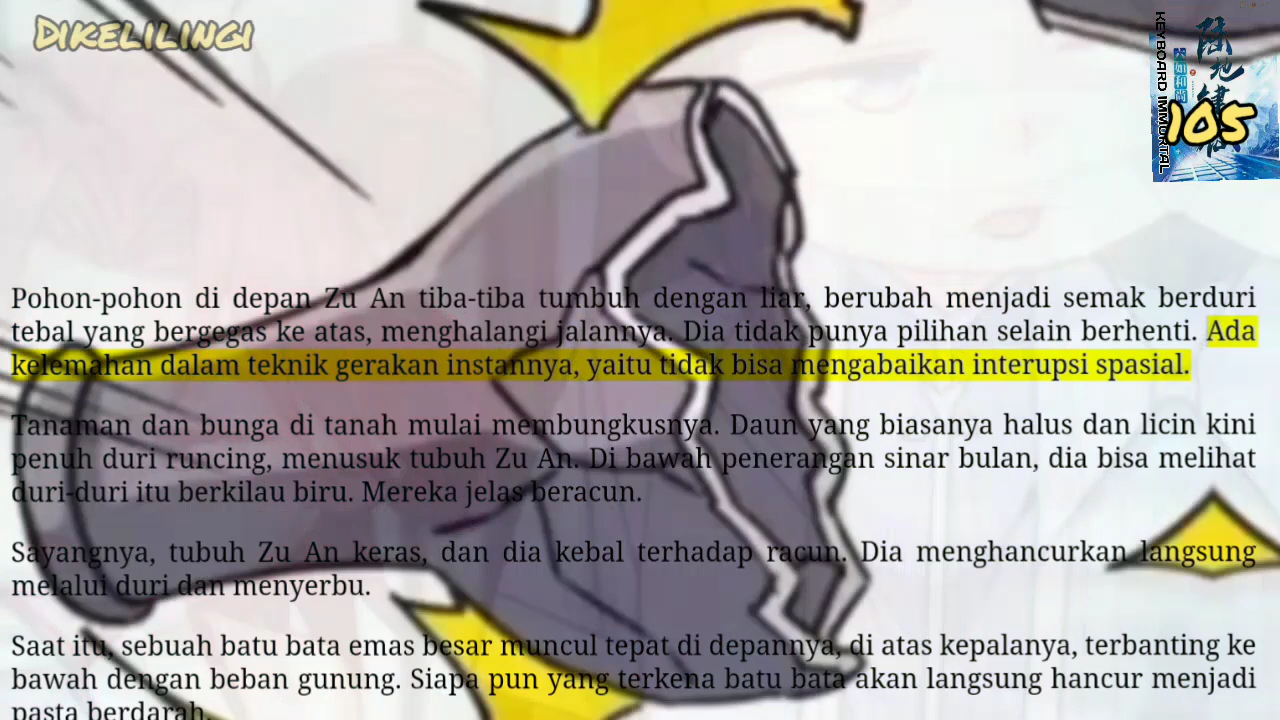 DIKELILINGI
KEYBOARD IMMORTAL
105
Pohon-pohon di depan Zu An tiba-tiba tumbuh dengan liar, berubah menjadi semak berduri
tebal yang bergegas ke atas, menghalangi jalannya. Dia tidak punya pilihan selain berhenti. Ada
kelemahan dalam teknik gerakan instannya, yaitu tidak bisa mengabaikan interupsi spasial.
Tanaman dan bunga di tanah mulai membungkusnya. Daun yang biasanya halus dan licin kini
penuh duri runcing, menusuk tubuh Zu An. Di bawah penerangan sinar bulan, dia bisa melihat
duri-duri itu berkilau biru. Mereka jelas beracun.
Sayangnya, tubuh Zu An keras, dan dia kebal terhadap racun. Dia menghancurkan langsung
melalui duri dan menyerbu.
Saat itu, sebuah batu bata emas besar muncul tepat di depannya, di atas kepalanya, terbanting ke
bawah dengan beban gunung. Siapa pun yang terkena batu bata akan langsung hancur menjadi
pasta berdarah.